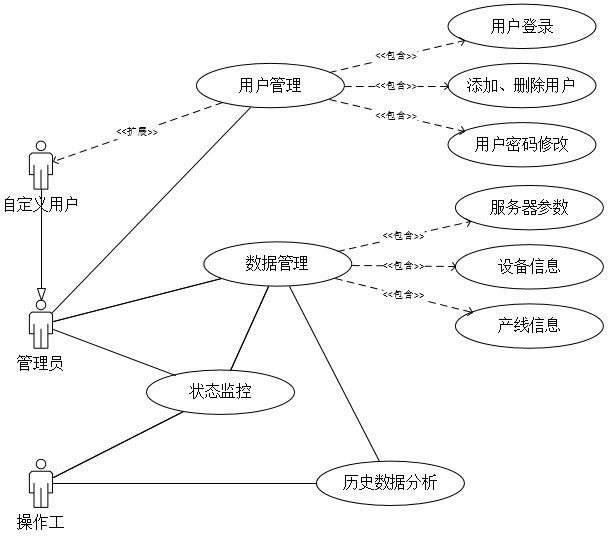 用户登录
<<包含>>
用户管理
<<包含>>
添加、删除用户
<<包含>>
<<扩展>>
用户密码修改
自定义用户
服务器参数
<<包含>>
数据管理
<<包含>>
设备信息
<<包含>>
产线信息
管理员
状态监控
历史数据分析
操作工